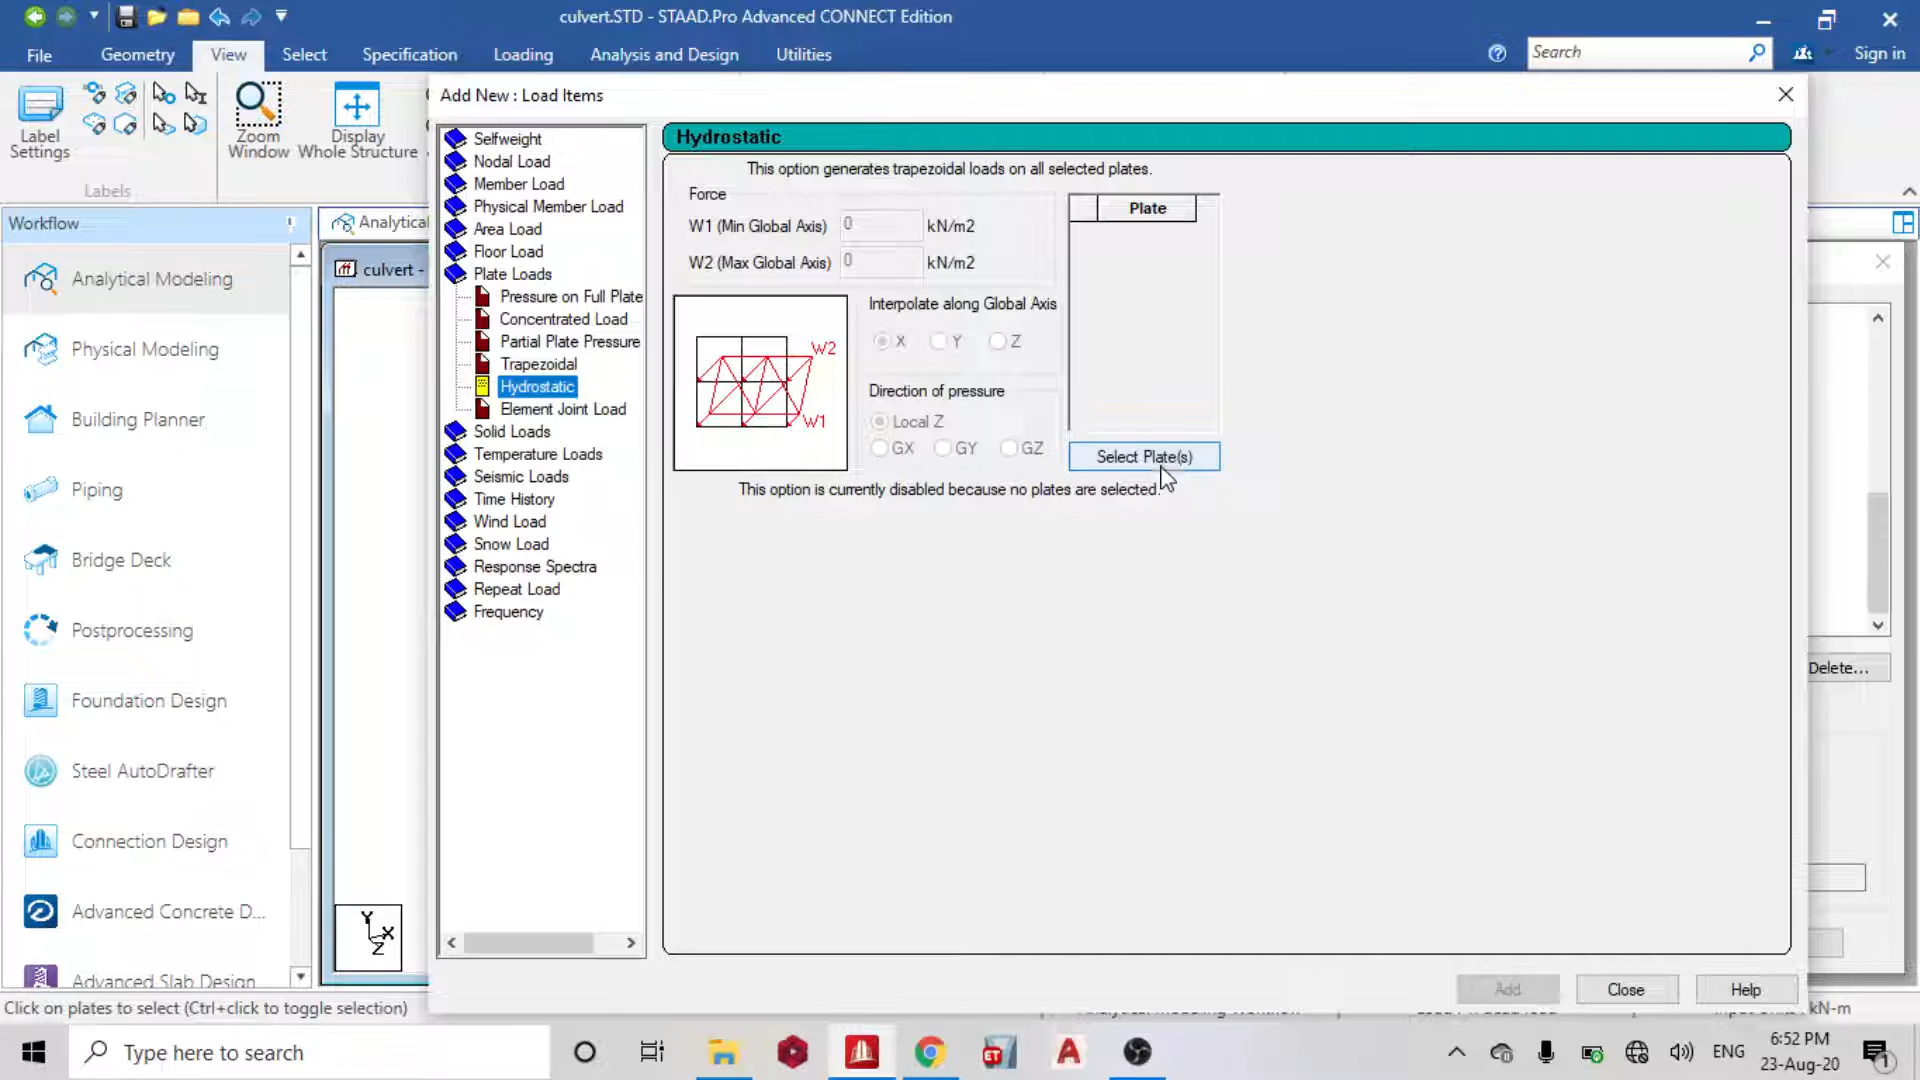 culvert.STD - STAAD.Pro Advanced CONNECT Edition
File
Geometry
View
Select
Specification
Loading
Analysis and Design
Utilities
Search
Sign in
Label
Settings
Zoom
Window
Display
Whole Structure
Labels
Workflow
Analytical Modeling
Physical Modeling
Building Planner
Piping
Bridge Deck
Postprocessing
Foundation Design
Steel AutoDrafter
Connection Design
Advanced Concrete D...
Advanced Slab Design
Analytical
culvert -
Y
X
Z
Add New : Load Items
Selfweight
Nodal Load
Member Load
Physical Member Load
Area Load
Floor Load
Plate Loads
Pressure on Full Plate
Concentrated Load
Partial Plate Pressure
Trapezoidal
Hydrostatic
Element Joint Load
Solid Loads
Temperature Loads
Seismic Loads
Time History
Wind Load
Snow Load
Response Spectra
Repeat Load
Frequency
Hydrostatic
This option generates trapezoidal loads on all selected plates.
Force
W1 (Min Global Axis) 0 kN/m2
W2 (Max Global Axis) 0 kN/m2
W2
W1
Interpolate along Global Axis
X Y Z
Direction of pressure
Local Z
GX GY GZ
Plate
Select Plate(s)
This option is currently disabled because no plates are selected.
Delete...
Add
Close
Help
Click on plates to select (Ctrl+click to toggle selection)
kN-m
Type here to search
ET
ENG
6:52 PM
23-Aug-20
1